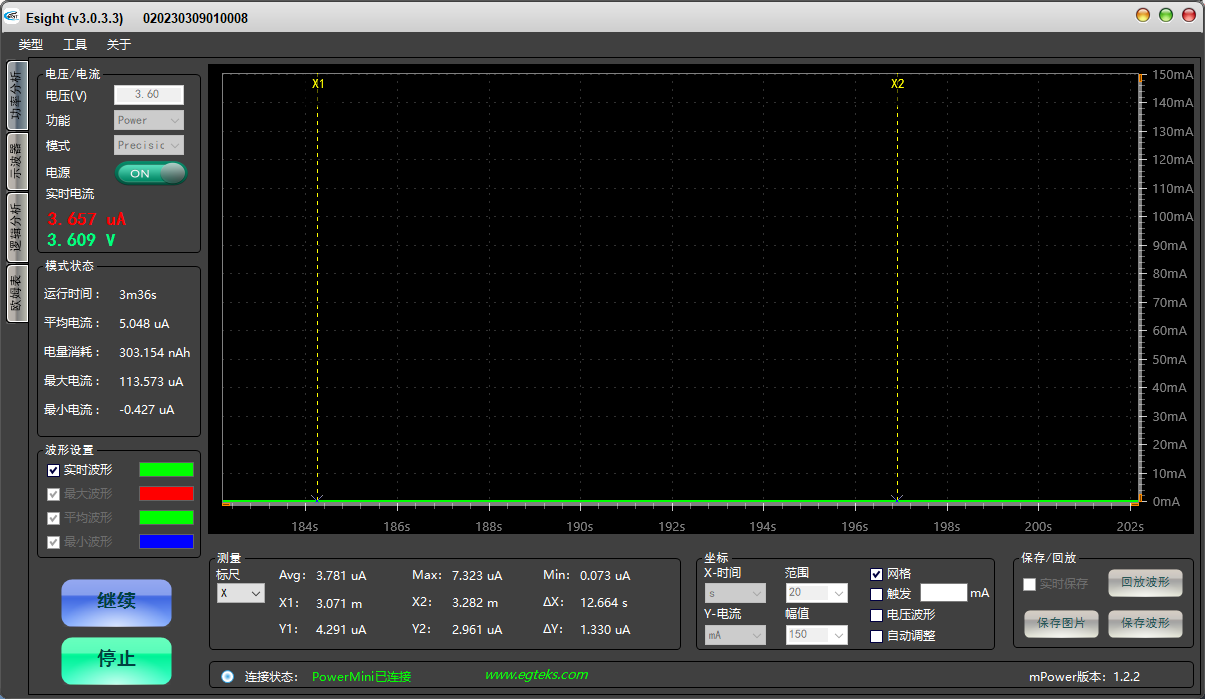 Esight (v3.0.3.3) 020230309010008
类型 工具 关于
功率分析
示波器
逻辑分析
欧姆表
电压/电流
电压(V) 3.60
功能 Power
模式 Precisic
电源 ON
实时电流
3.657 uA
3.609 V
模式状态
运行时间： 3m36s
平均电流： 5.048 uA
电量消耗： 303.154 nAh
最大电流： 113.573 uA
最小电流： -0.427 uA
波形设置
实时波形
最大波形
平均波形
最小波形
继续
停止
X1 X2
150mA
140mA
130mA
120mA
110mA
100mA
90mA
80mA
70mA
60mA
50mA
40mA
30mA
20mA
10mA
0mA
184s 186s 188s 190s 192s 194s 196s 198s 200s 202s
测量
标尺
X
Avg: 3.781 uA Max: 7.323 uA Min: 0.073 uA
X1: 3.071 m X2: 3.282 m ΔX: 12.664 s
Y1: 4.291 uA Y2: 2.961 uA ΔY: 1.330 uA
坐标
X-时间 范围
s 20
Y-电流 幅值
mA 150
网格
触发 mA
电压波形
自动调整
保存/回放
实时保存 回放波形
保存图片 保存波形
连接状态： PowerMini已连接 www.egteks.com mPower版本：1.2.2